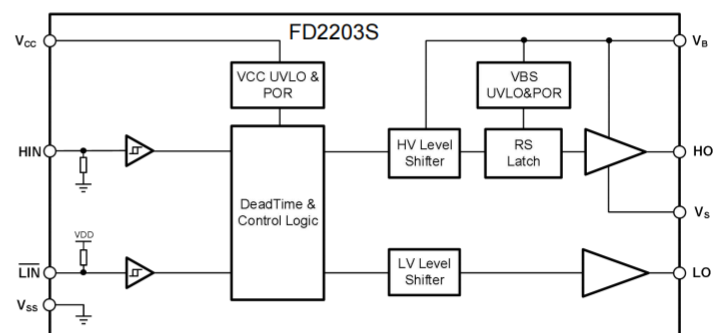 FD2203S
VCC
VCC UVLO &
POR
VBS
UVLO&POR
VB
HIN
HV Level
Shifter
RS
Latch
HO
DeadTime &
Control Logic
VS
VDD
LIN
LV Level
Shifter
LO
VSS